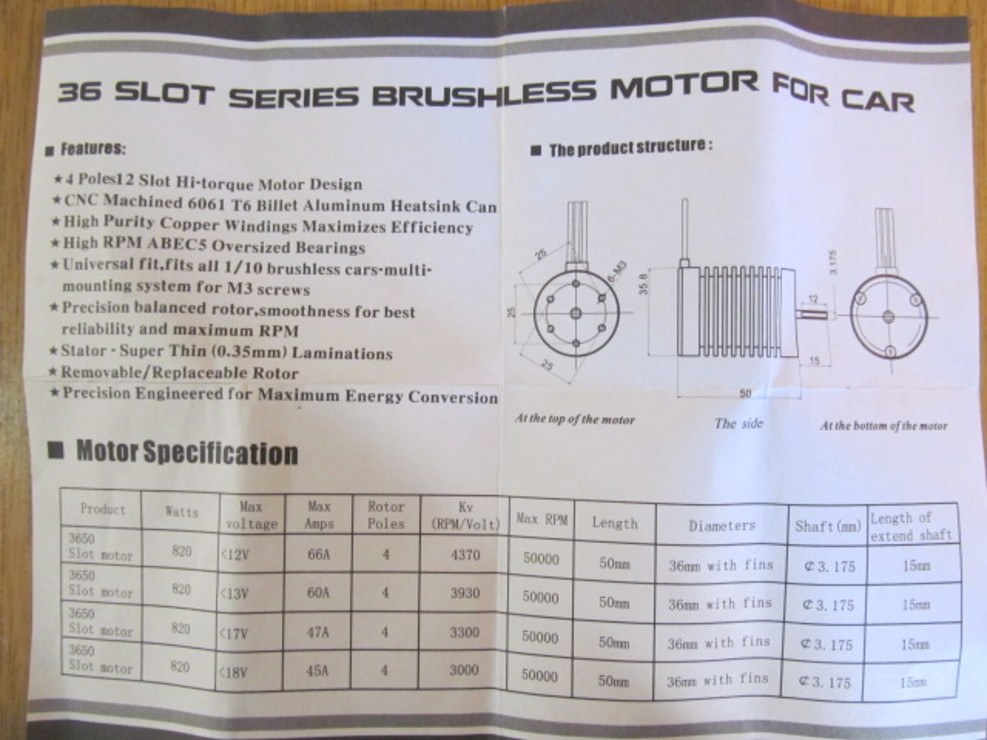 36 SLOT SERIES BRUSHLESS MOTOR FOR CAR
■ Features:
★4 Poles12 Slot Hi-torque Motor Design
★CNC Machined 6061 T6 Billet Aluminum Heatsink Can
★High Purity Copper Windings Maximizes Efficiency
★High RPM ABEC5 Oversized Bearings
★Universal fit,fits all 1/10 brushless cars-multi-
mounting system for M3 screws
★Precision balanced rotor,smoothness for best
reliability and maximum RPM
★Stator - Super Thin (0.35mm) Laminations
★Removable/Replaceable Rotor
★Precision Engineered for Maximum Energy Conversion
■ The product structure:
25
6-M3
25
25
35.8
3.175
12
15
50
At the top of the motor
The side
At the bottom of the motor
■ Motor Specification
Product Watts Max voltage Max Amps Rotor Poles Kv (RPM/Volt) Max RPM Length Diameters Shaft(mm) Length of extend shaft
3650 Slot motor 820 <12V 66A 4 4370 50000 50mm 36mm with fins ₡3.175 15mm
3650 Slot motor 820 <13V 60A 4 3930 50000 50mm 36mm with fins ₡3.175 15mm
3650 Slot motor 820 <17V 47A 4 3300 50000 50mm 36mm with fins ₡3.175 15mm
3650 Slot motor 820 <18V 45A 4 3000 50000 50mm 36mm with fins ₡3.175 15mm